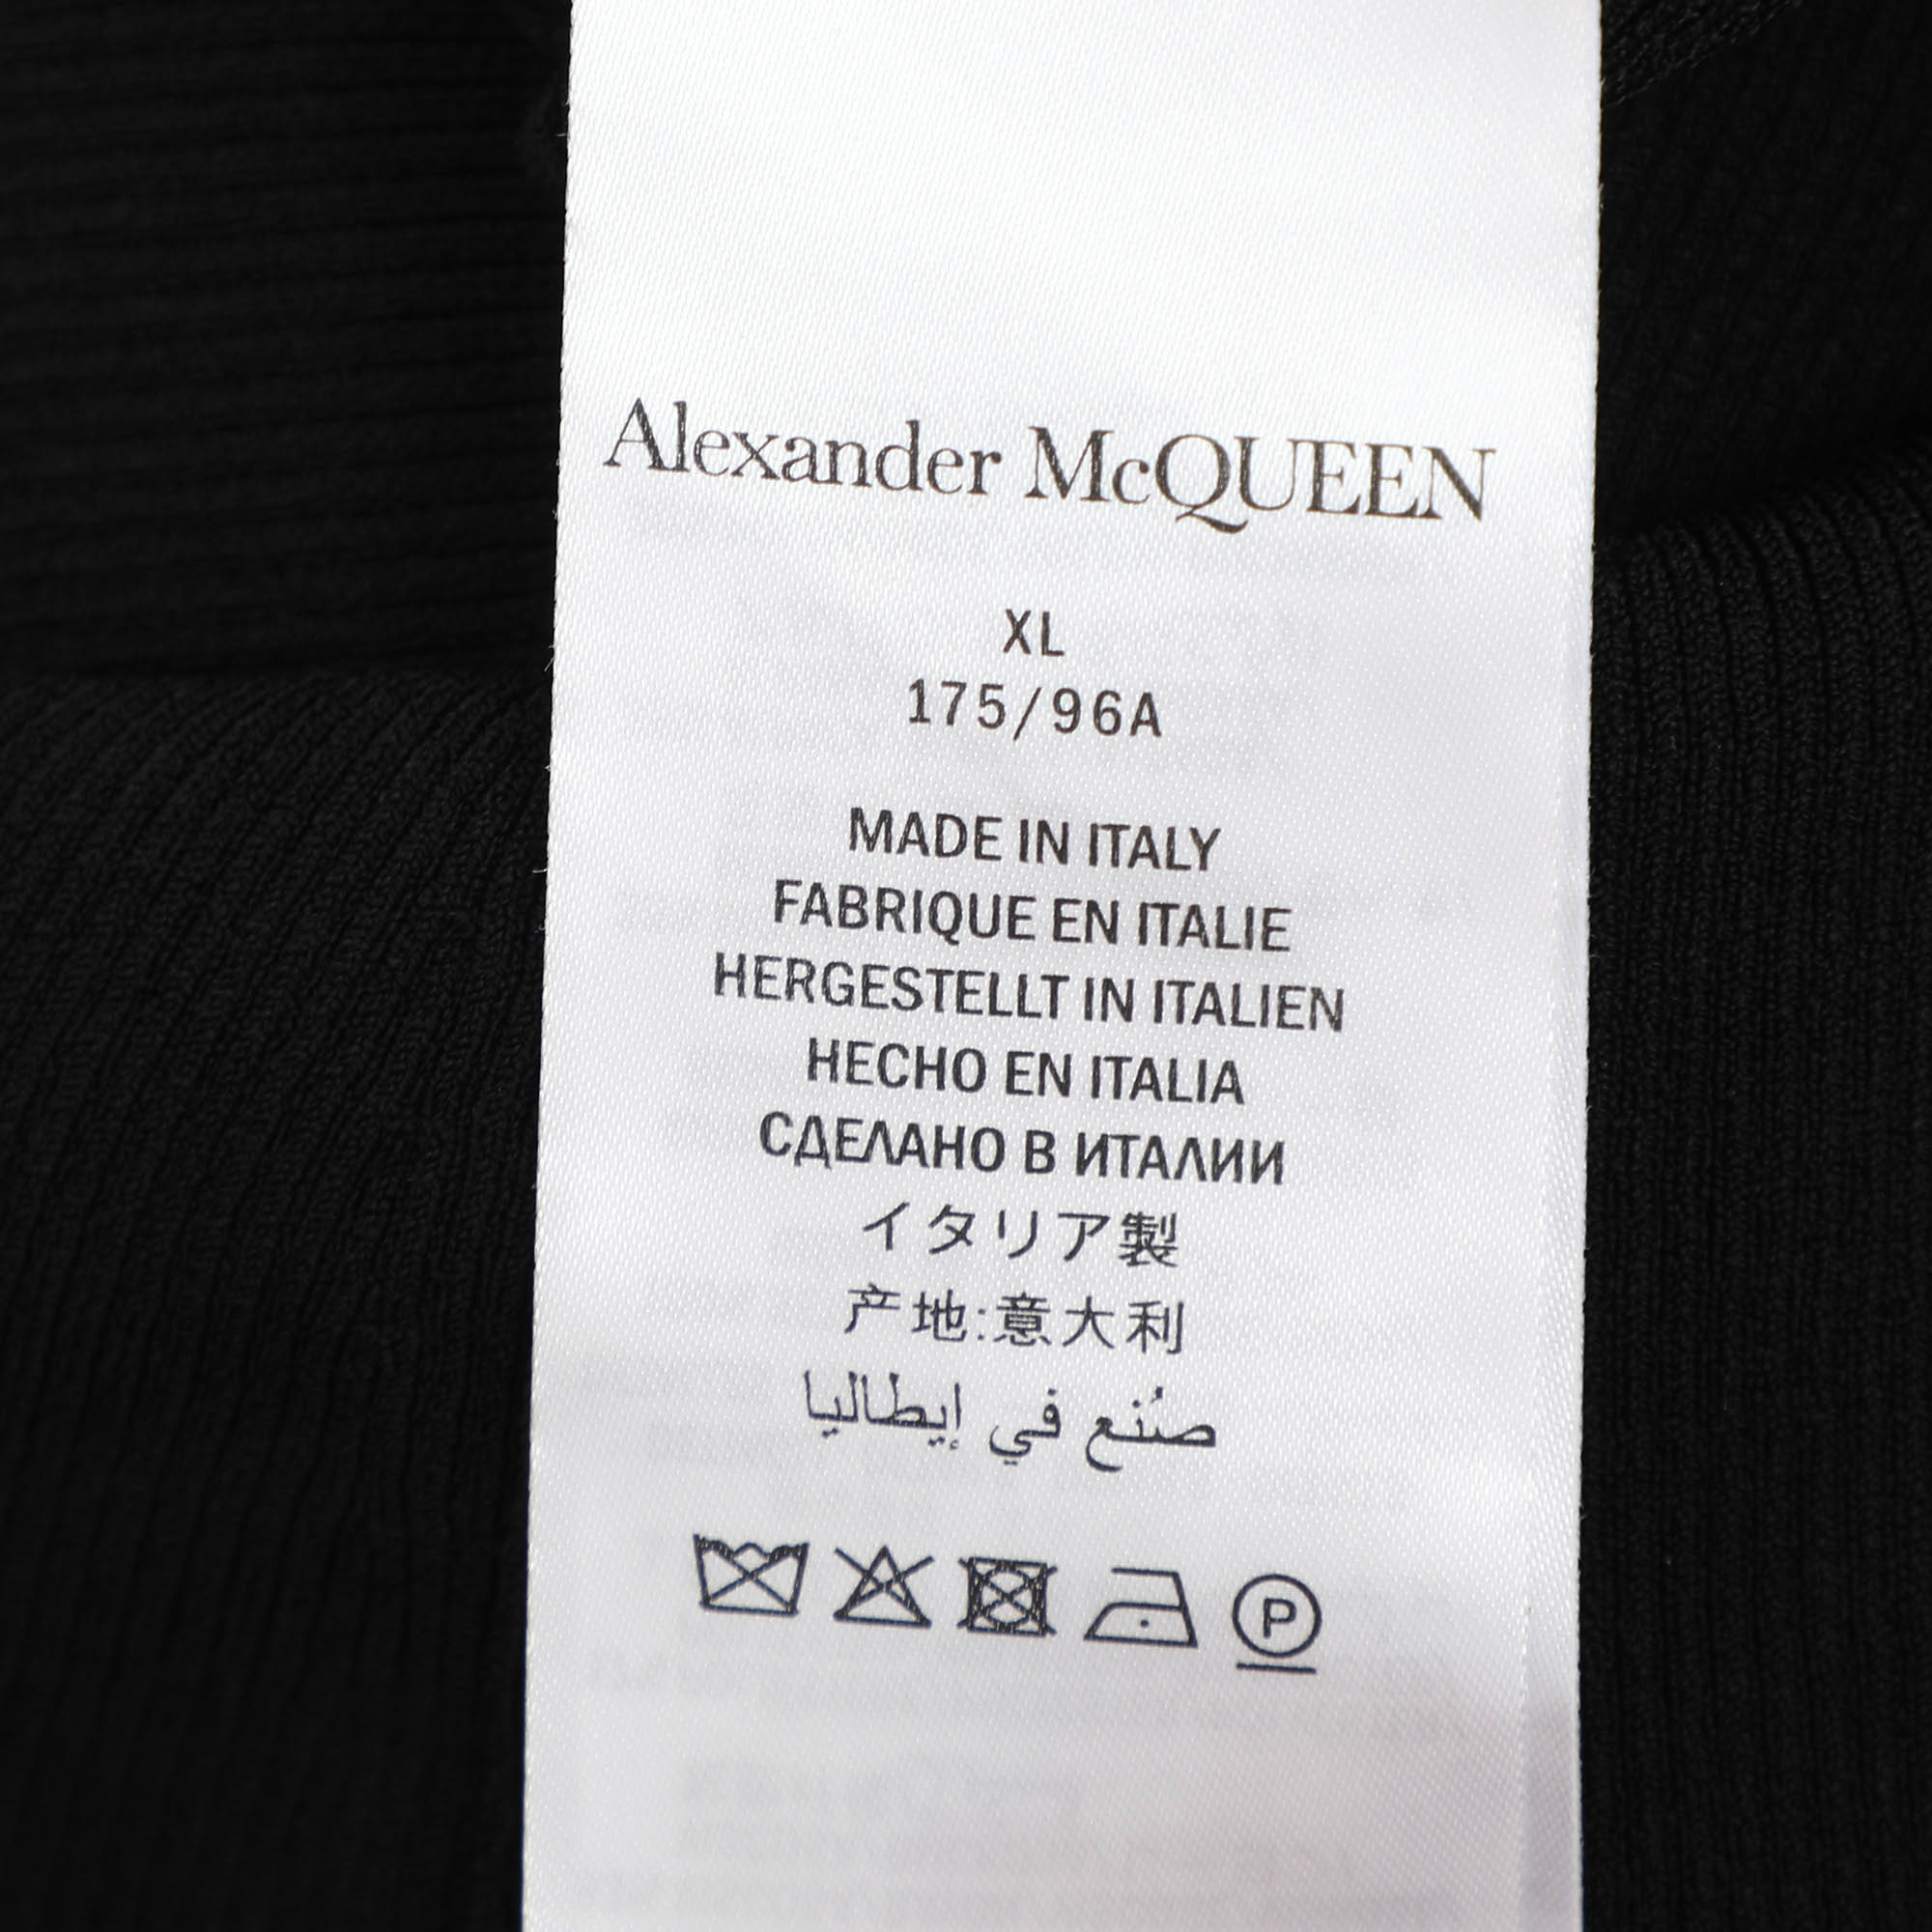 Alexander McQUEEN
XL
175/96A
MADE IN ITALY
FABRIQUE EN ITALIE
HERGESTELLT IN ITALIEN
HECHO EN ITALIA
СДЕЛАНО В ИТАЛИИ
イタリア製
产地:意大利
صُنع في إيطاليا
P